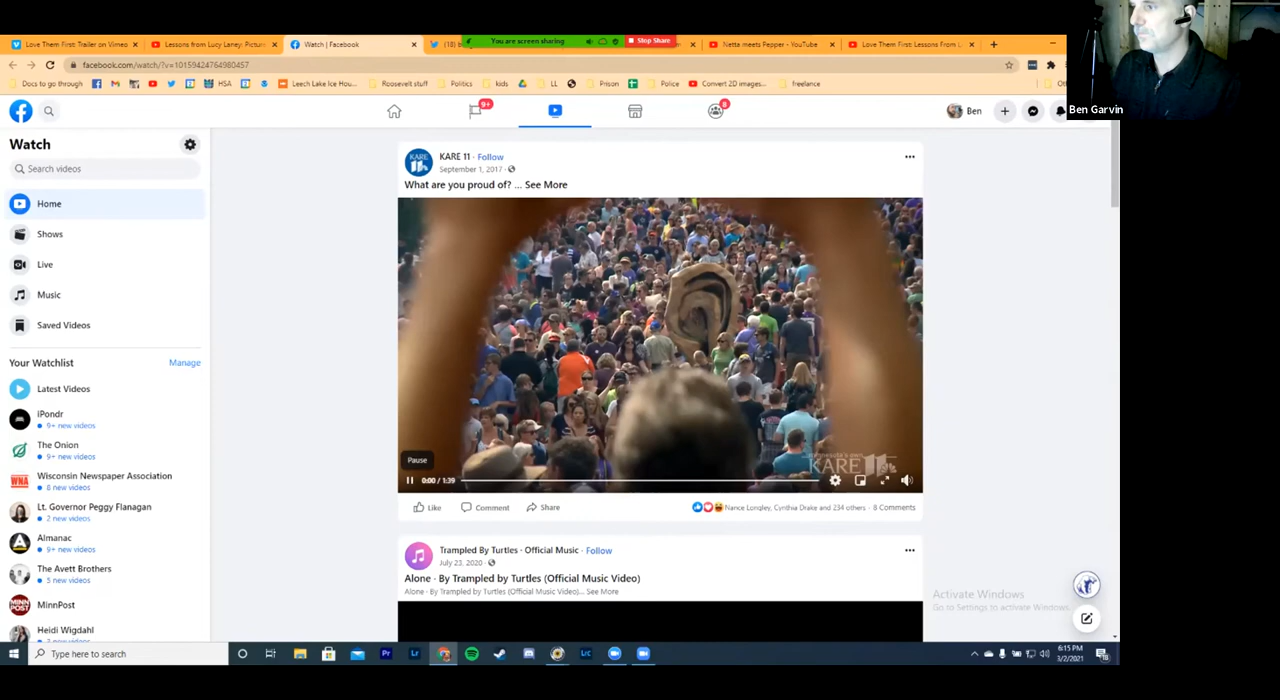 Love Them First: Trailer on Vimeo
Lessons from Lucy Laney: Pictur
Watch | Facebook
You are screen sharing
Stop Share
Netta meets Pepper - YouTube
Love Them First: Lessons From L
facebook.com/watch/?v=10159424764980457
Docs to go through
HSA
Leech Lake Ice Hou...
Roosevelt stuff
Politics
kids
LL
Prison
Police
Convert 2D images...
freelance
Ben Garvin
9+
8
Ben
Watch
Search videos
Home
Shows
Live
Music
Saved Videos
Your Watchlist
Manage
Latest Videos
iPondr
9+ new videos
The Onion
9+ new videos
Wisconsin Newspaper Association
6 new videos
Lt. Governor Peggy Flanagan
2 new videos
Almanac
9+ new videos
The Avett Brothers
5 new videos
MinnPost
Heidi Wigdahl
KARE 11 · Follow
September 1, 2017 ·
What are you proud of? ... See More
KARE 11
Pause
0:00 / 1:39
Like
Comment
Share
Nance Longley, Cynthia Drake and 234 others · 8 Comments
Trampled By Turtles · Official Music · Follow
July 23, 2020 ·
Alone · By Trampled by Turtles (Official Music Video)
Alone · By Trampled by Turtles (Official Music Video)... See More
Activate Windows
Go to Settings to activate Windows.
Type here to search
6:15 PM
3/2/2021